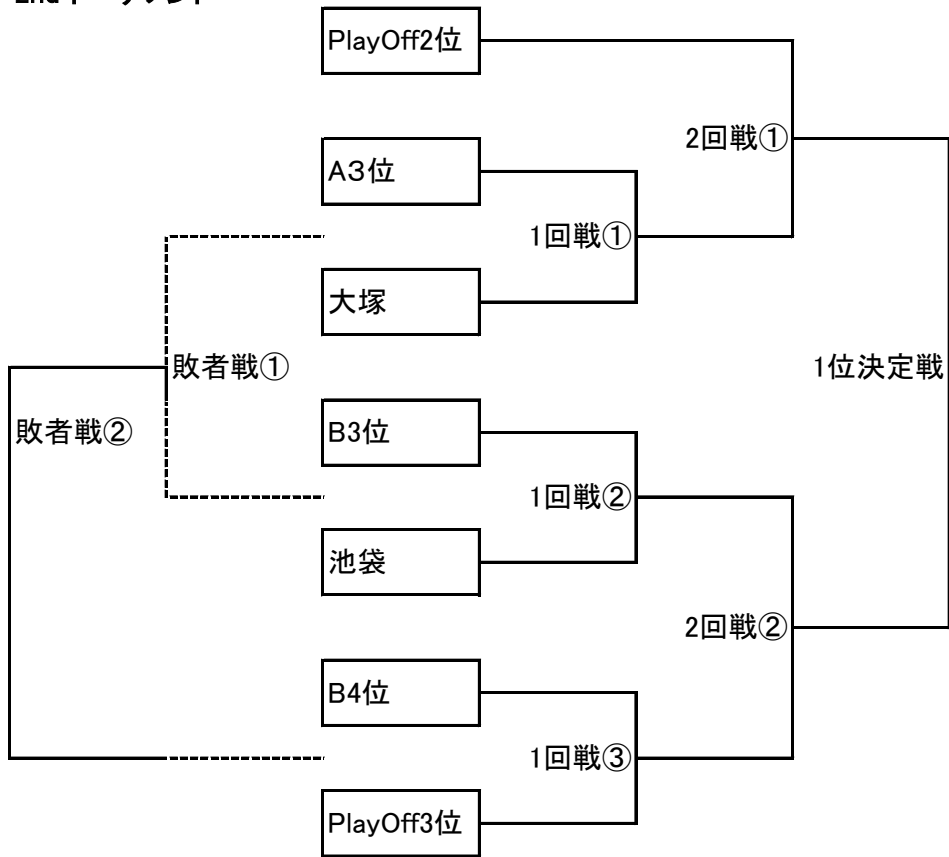 PlayOff2位
2回戦①
A3位
1回戦①
大塚
敗者戦①
1位決定戦
敗者戦②
B3位
1回戦②
池袋
2回戦②
B4位
1回戦③
PlayOff3位